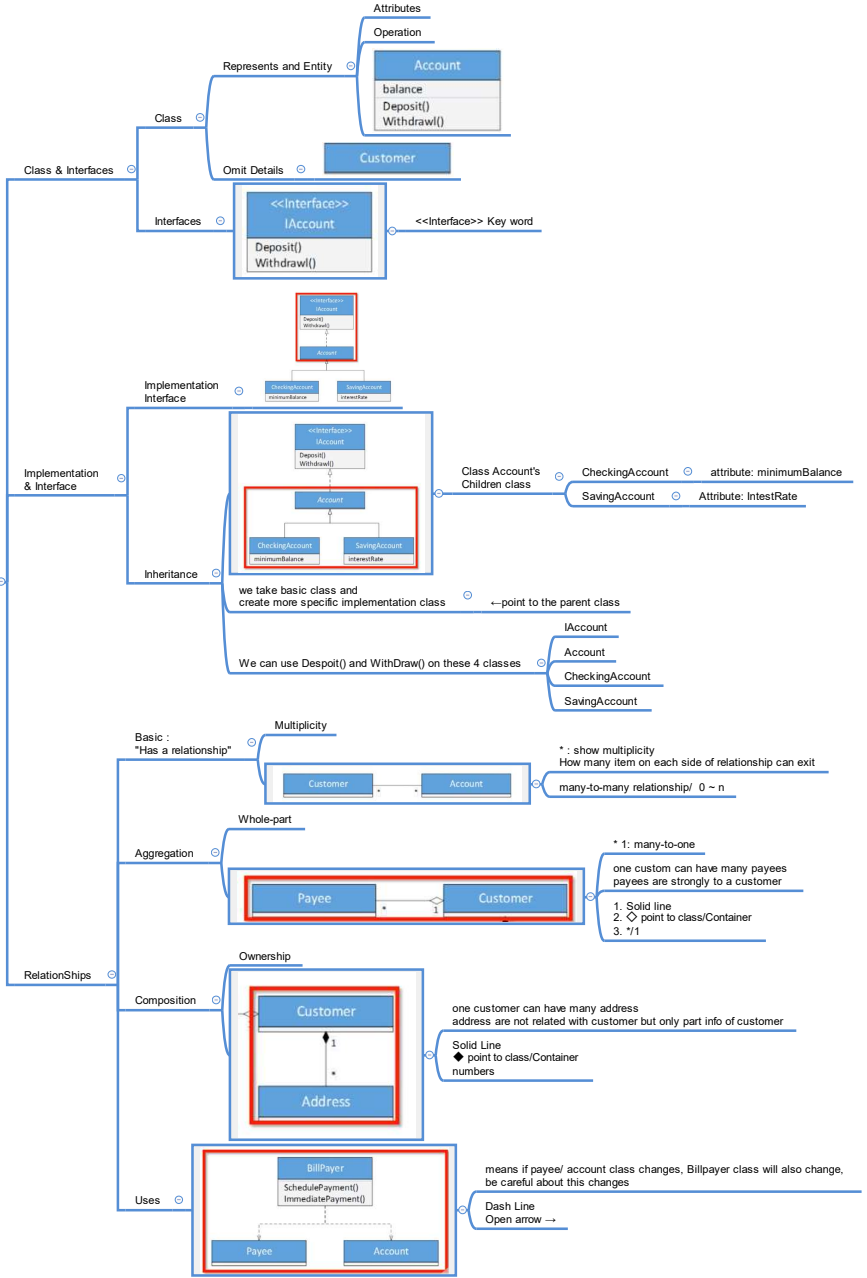 Attributes
Operation
Represents and Entity
Account
balance
Deposit()
Withdrawl()
Class
Customer
Omit Details
Class & Interfaces
<<Interface>>
IAccount
Deposit()
Withdrawl()
Interfaces
<<Interface>> Key word
<<Interface>>
IAccount
Deposit()
Withdrawl()
Account
CheckingAccount
minimumBalance
SavingAccount
interestRate
Implementation
Interface
<<Interface>>
IAccount
Deposit()
Withdrawl()
Account
CheckingAccount
minimumBalance
SavingAccount
interestRate
Class Account's
Children class
CheckingAccount
attribute: minimumBalance
SavingAccount
Attribute: IntestRate
Implementation
& Interface
Inheritance
we take basic class and
create more specific implementation class
←point to the parent class
We can use Despoit() and WithDraw() on these 4 classes
IAccount
Account
CheckingAccount
SavingAccount
Basic :
"Has a relationship"
Multiplicity
Customer
*
*
Account
* : show multiplicity
How many item on each side of relationship can exit
many-to-many relationship/ 0 ~ n
Aggregation
Whole-part
Payee
*
1
Customer
* 1: many-to-one
one custom can have many payees
payees are strongly to a customer
1. Solid line
2. ◇ point to class/Container
3. */1
RelationShips
Composition
Ownership
Customer
1
*
Address
one customer can have many address
address are not related with customer but only part info of customer
Solid Line
◆ point to class/Container
numbers
Uses
BillPayer
SchedulePayment()
ImmediatePayment()
Payee
Account
means if payee/ account class changes, Billpayer class will also change,
be careful about this changes
Dash Line
Open arrow →